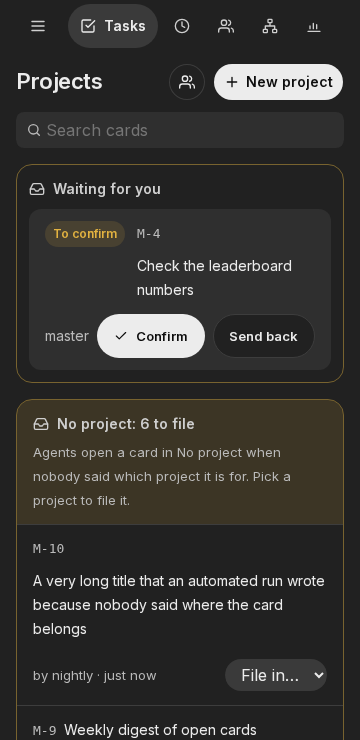 Tasks
Projects
New project
Search cards
Waiting for you
To confirm M-4
Check the leaderboard
numbers
master Confirm Send back
No project: 6 to file
Agents open a card in No project when
nobody said which project it is for. Pick a
project to file it.
M-10
A very long title that an automated run wrote
because nobody said where the card
belongs
by nightly · just now File in...
M-9 Weekly digest of open cards